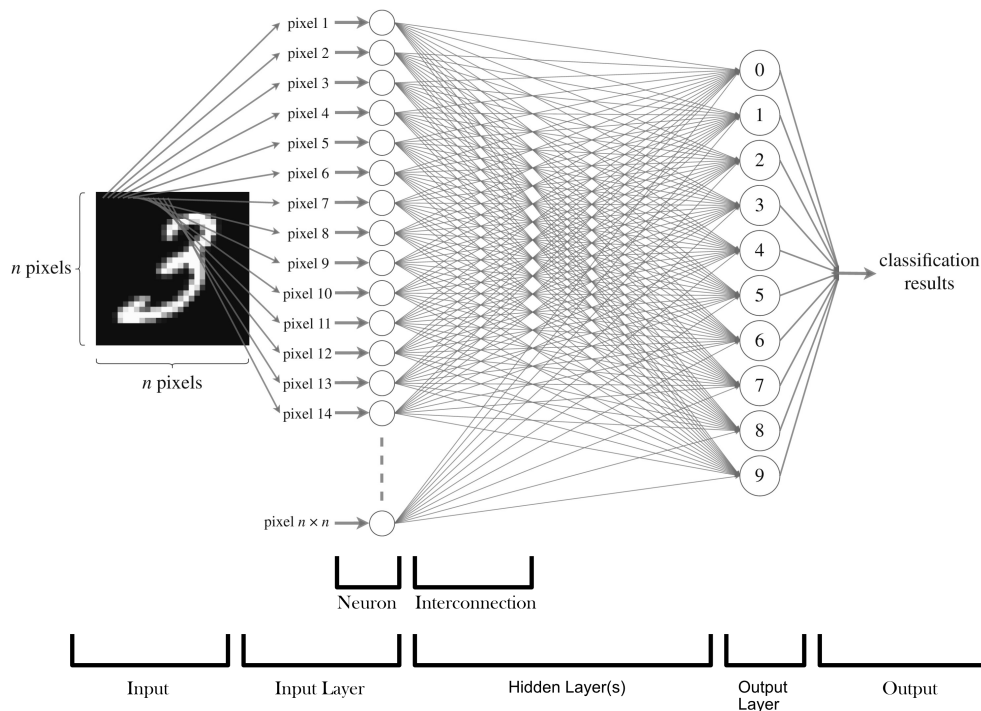 pixel 1
pixel 2
pixel 3
pixel 4
pixel 5
pixel 6
pixel 7
pixel 8
pixel 9
pixel 10
pixel 11
pixel 12
pixel 13
pixel 14
pixel n × n
n pixels
n pixels
3
0
1
2
3
4
5
6
7
8
9
classification
results
Neuron
Interconnection
Input
Input Layer
Hidden Layer(s)
Output
Layer
Output